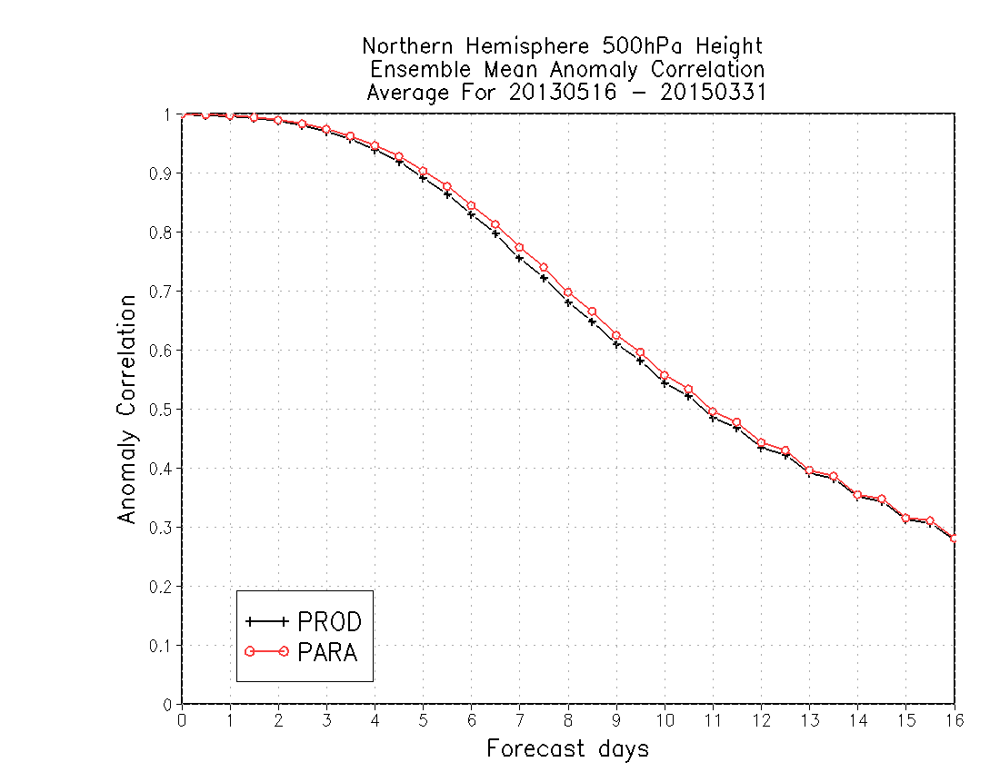 Northern Hemisphere 500hPa Height
Ensemble Mean Anomaly Correlation
Average For 20130516 – 20150331
1
0.9
0.8
0.7
0.6
0.5
0.4
0.3
0.2
0.1
0
Anomaly Correlation
PROD
PARA
0 1 2 3 4 5 6 7 8 9 10 11 12 13 14 15 16
Forecast days